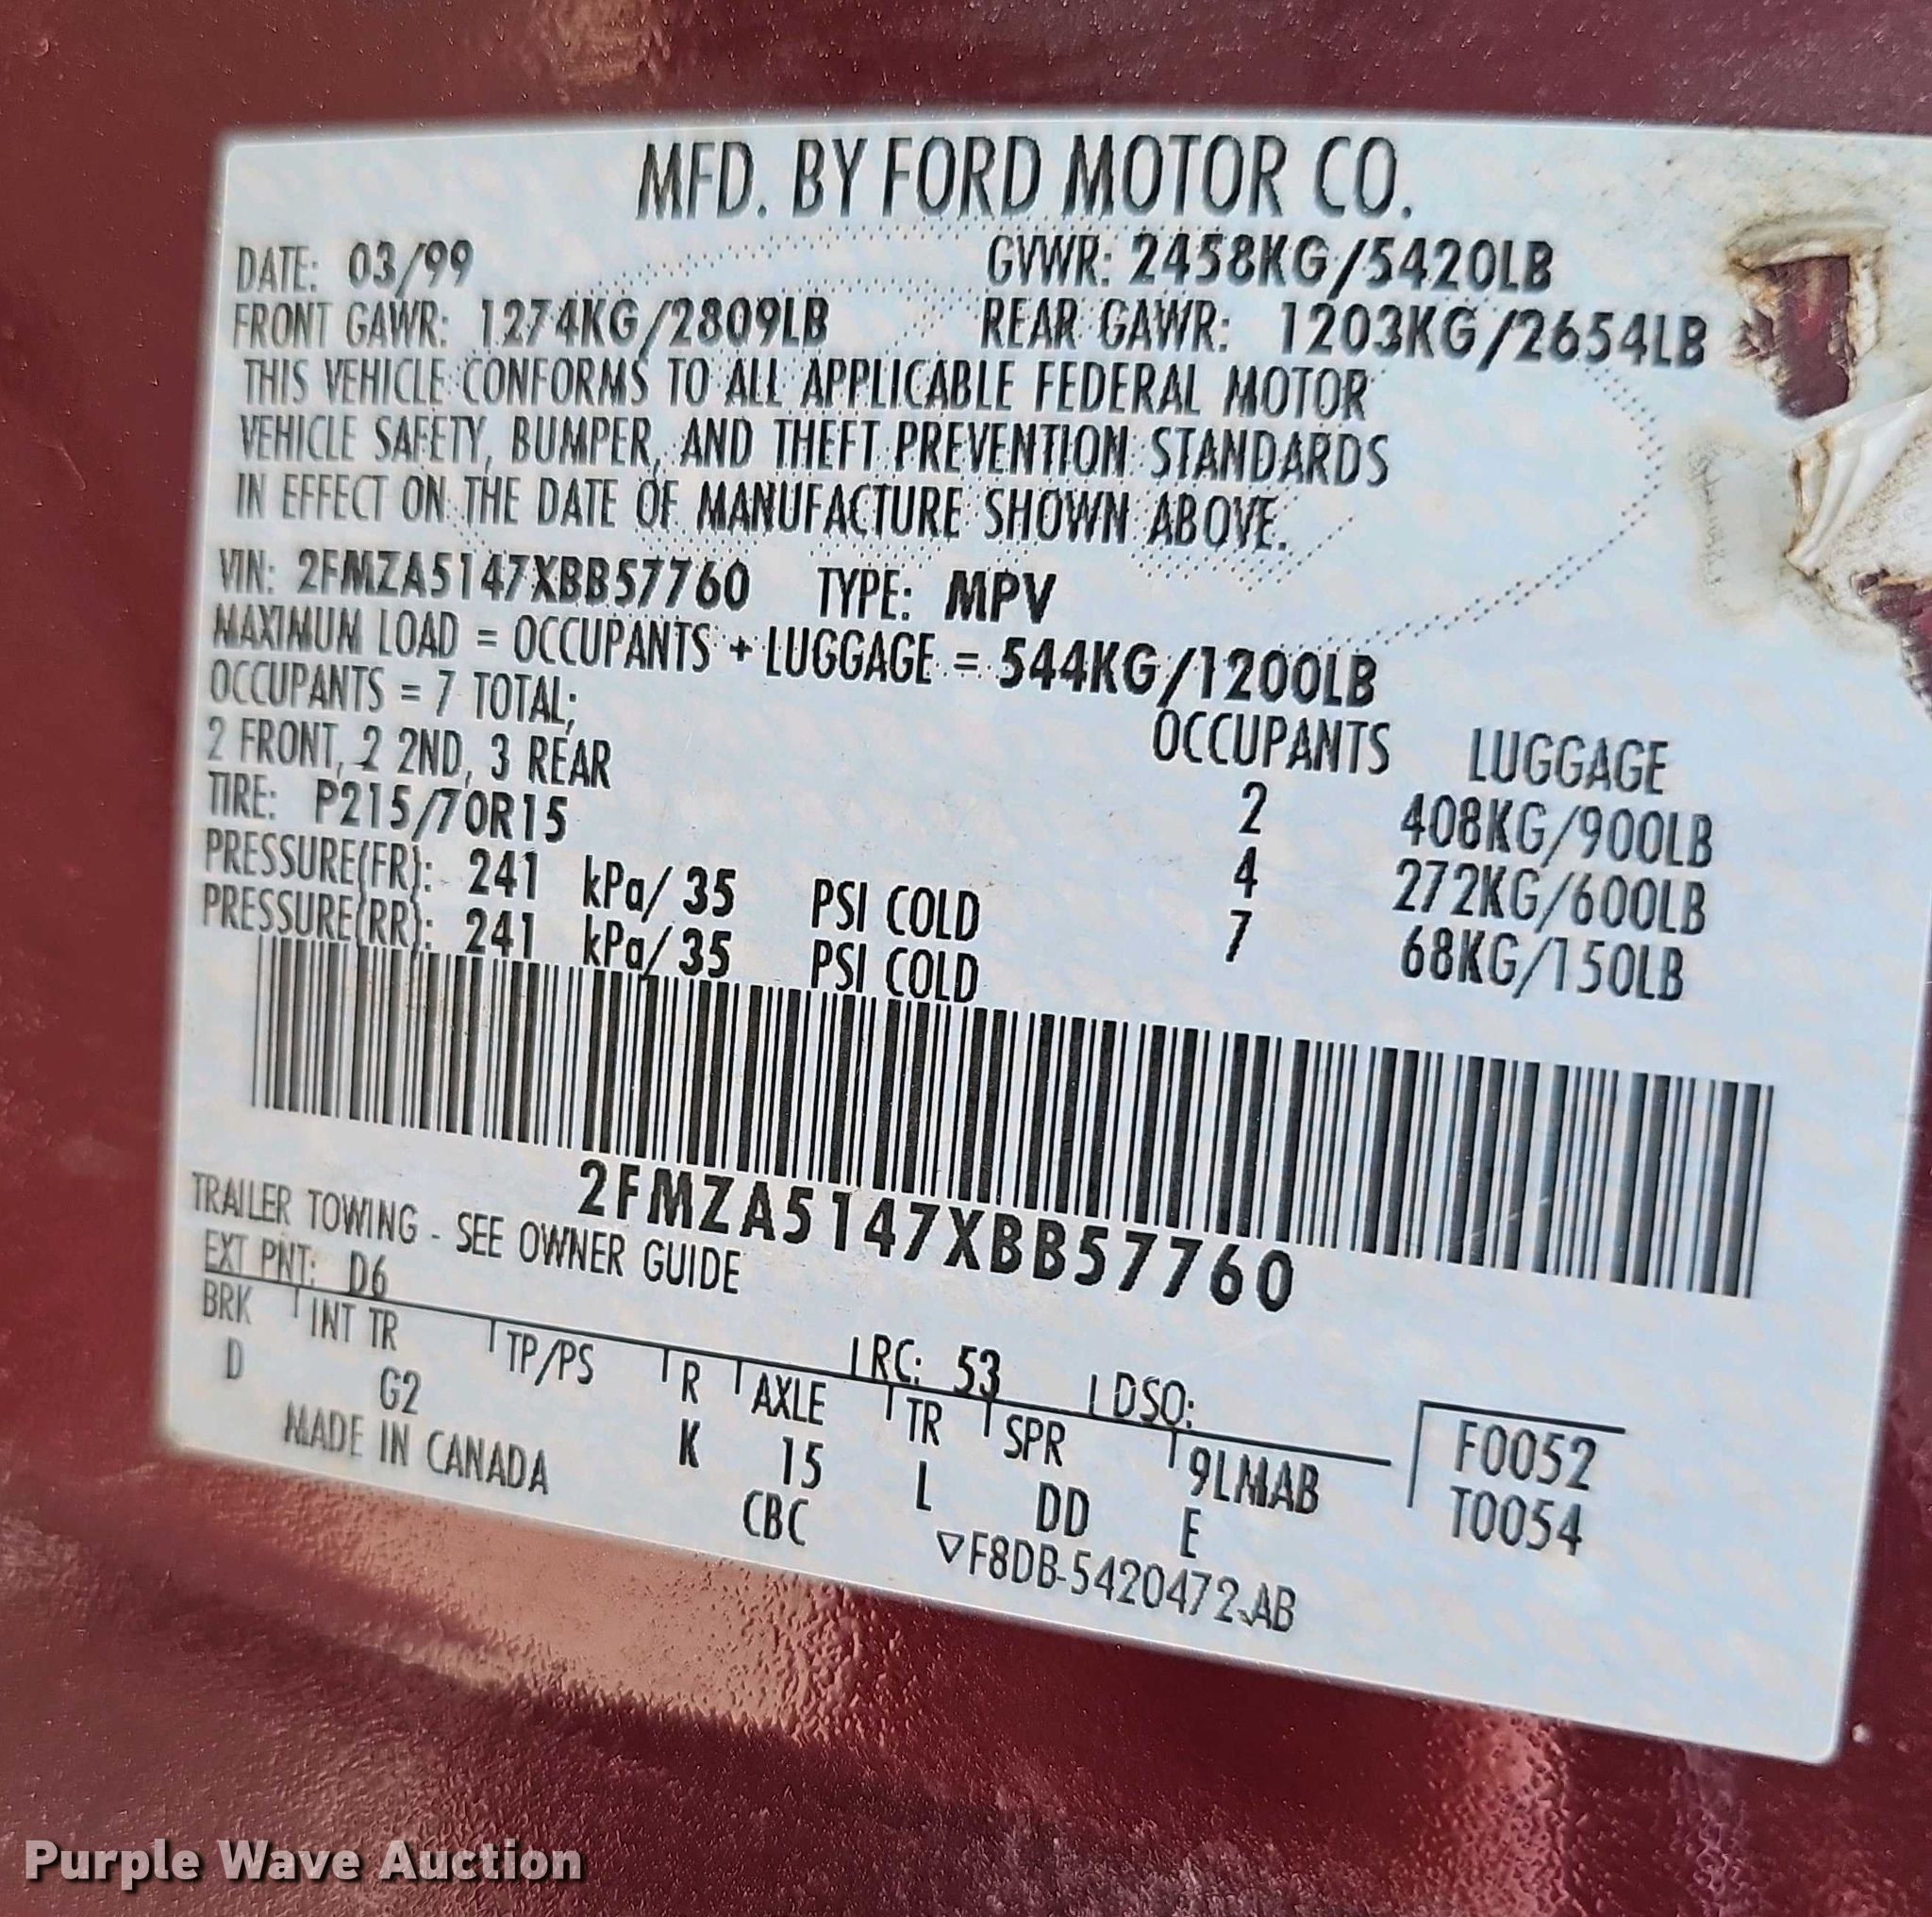 MFD. BY FORD MOTOR CO.
DATE: 03/99 GVWR: 2458KG/5420LB
FRONT GAWR: 1274KG/2809LB REAR GAWR: 1203KG/2654LB
THIS VEHICLE CONFORMS TO ALL APPLICABLE FEDERAL MOTOR
VEHICLE SAFETY, BUMPER, AND THEFT PREVENTION STANDARDS
IN EFFECT ON THE DATE OF MANUFACTURE SHOWN ABOVE.
VIN: 2FMZA5147XBB57760 TYPE: MPV
MAXIMUM LOAD = OCCUPANTS + LUGGAGE = 544KG/1200LB
OCCUPANTS = 7 TOTAL; OCCUPANTS LUGGAGE
2 FRONT, 2 2ND, 3 REAR 2 408KG/900LB
TIRE: P215/70R15 4 272KG/600LB
PRESSURE(FR): 241 kPa/ 35 PSI COLD 7 68KG/150LB
PRESSURE(RR): 241 kPa/ 35 PSI COLD
2FMZA5147XBB57760
TRAILER TOWING - SEE OWNER GUIDE
EXT PNT: D6 RC: 53 DSO:
BRK INT TR TP/PS R AXLE TR SPR 9LMAB F0052
D G2 K 15 L DD E T0054
MADE IN CANADA CBC ▽F8DB-5420472-AB
Purple Wave Auction